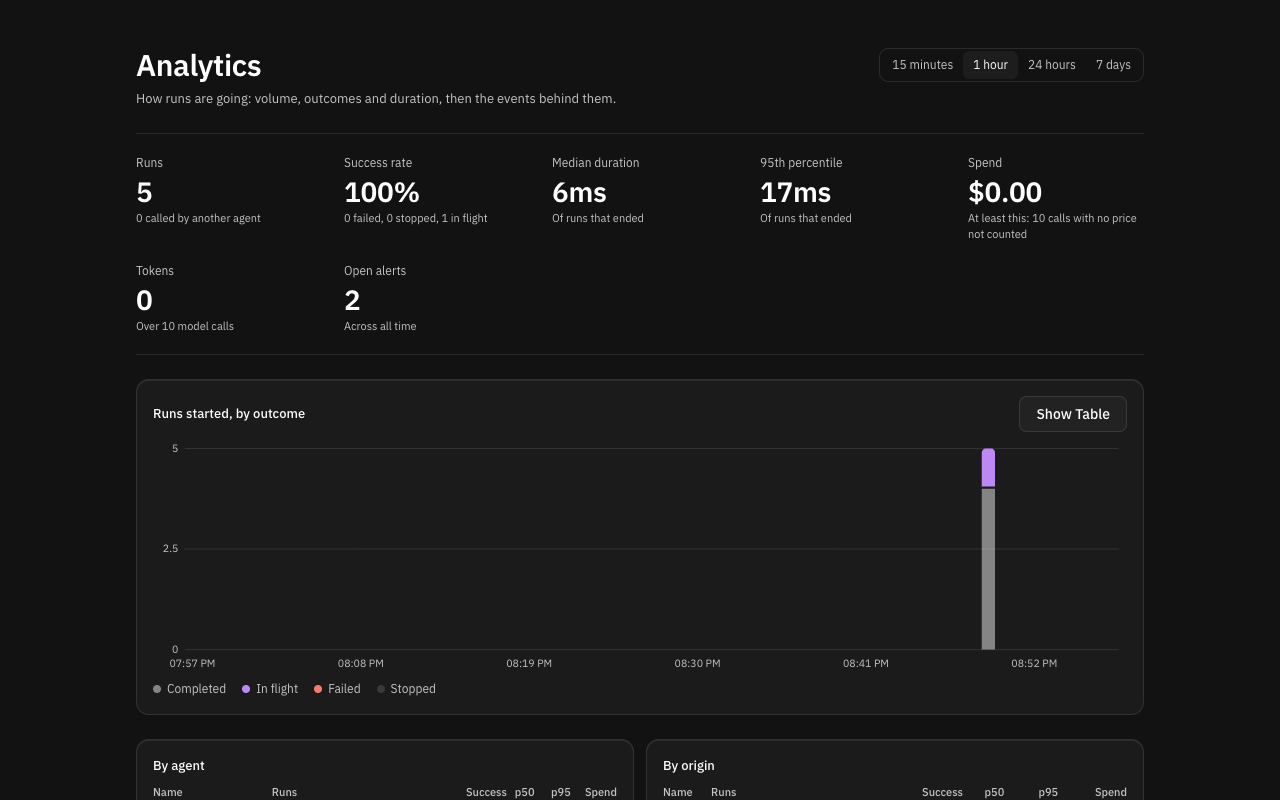 Analytics
15 minutes 1 hour 24 hours 7 days
How runs are going: volume, outcomes and duration, then the events behind them.
Runs Success rate Median duration 95th percentile Spend
5 100% 6ms 17ms $0.00
0 called by another agent 0 failed, 0 stopped, 1 in flight Of runs that ended Of runs that ended At least this: 10 calls with no price
not counted
Tokens Open alerts
0 2
Over 10 model calls Across all time
Runs started, by outcome Show Table
5
2.5
0
07:57 PM 08:08 PM 08:19 PM 08:30 PM 08:41 PM 08:52 PM
Completed In flight Failed Stopped
By agent By origin
Name Runs Success p50 p95 Spend Name Runs Success p50 p95 Spend